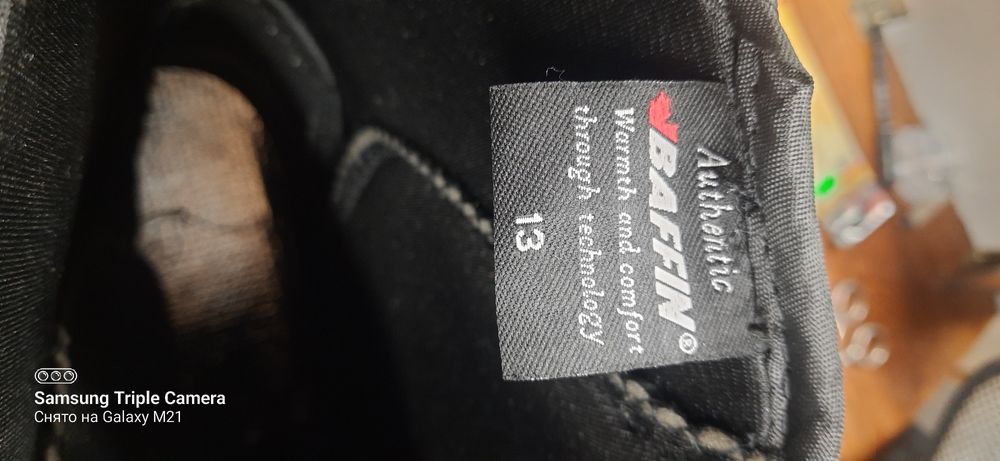 Authentic
BAFFIN®
Warmth and comfort
through technology
13
Samsung Triple Camera
Снято на Galaxy M21